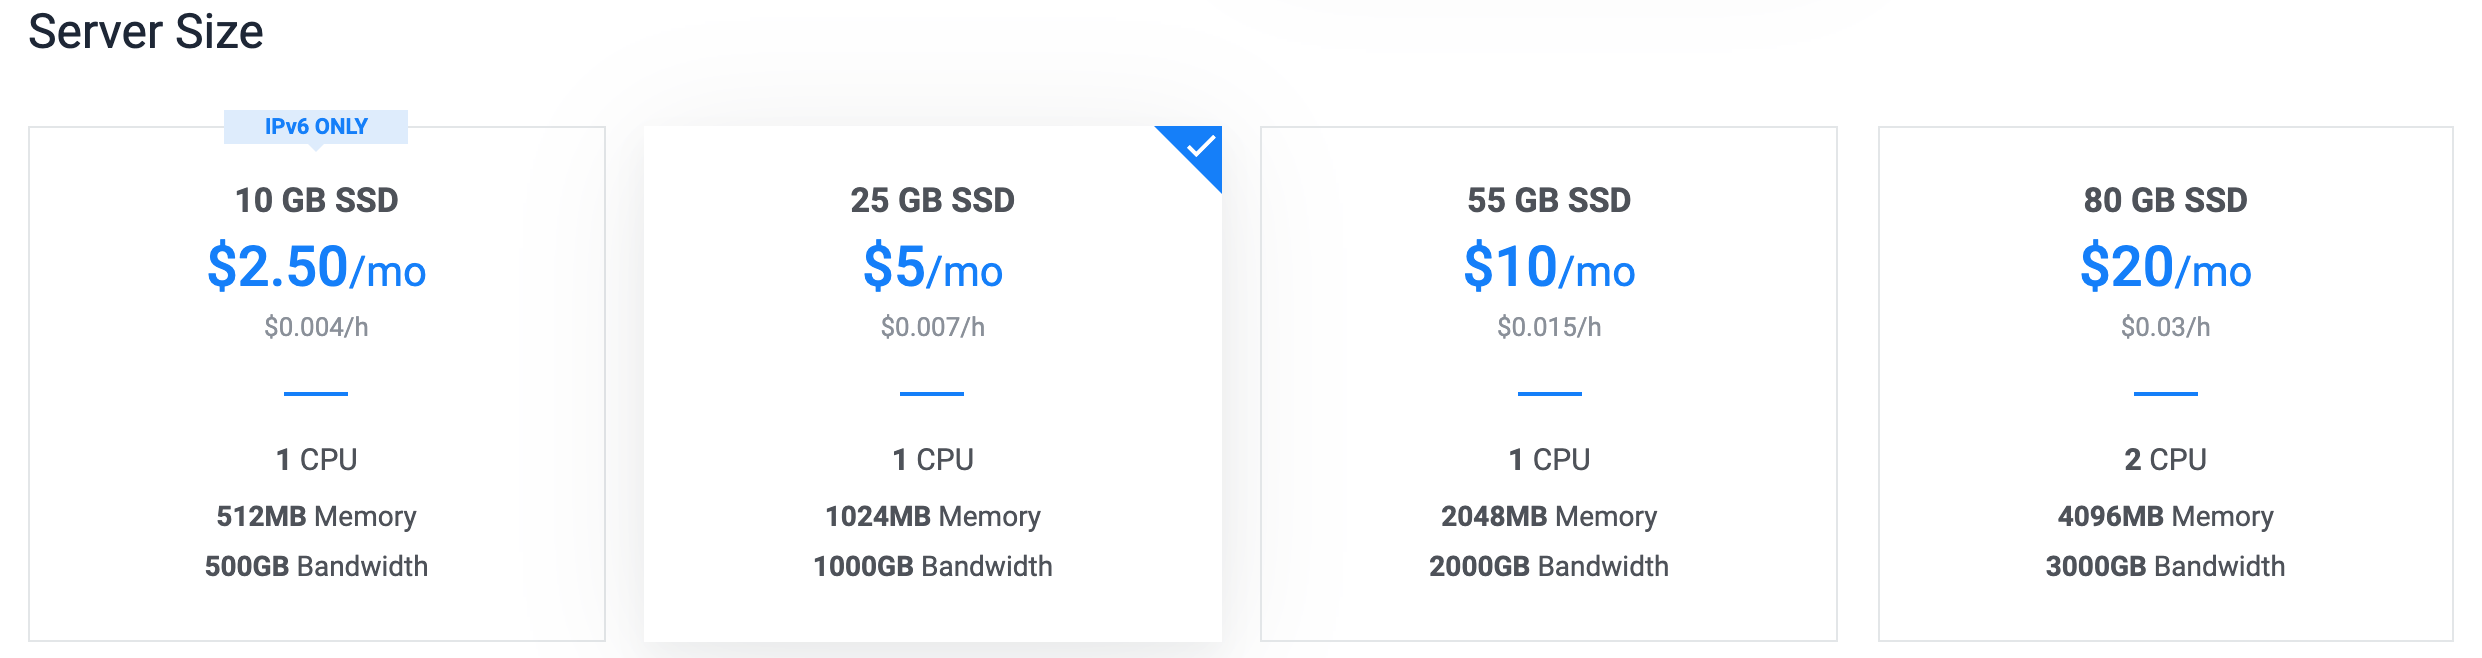 Server Size
IPv6 ONLY
10 GB SSD
$2.50/mo
$0.004/h
1 CPU
512MB Memory
500GB Bandwidth
25 GB SSD
$5/mo
$0.007/h
1 CPU
1024MB Memory
1000GB Bandwidth
55 GB SSD
$10/mo
$0.015/h
1 CPU
2048MB Memory
2000GB Bandwidth
80 GB SSD
$20/mo
$0.03/h
2 CPU
4096MB Memory
3000GB Bandwidth